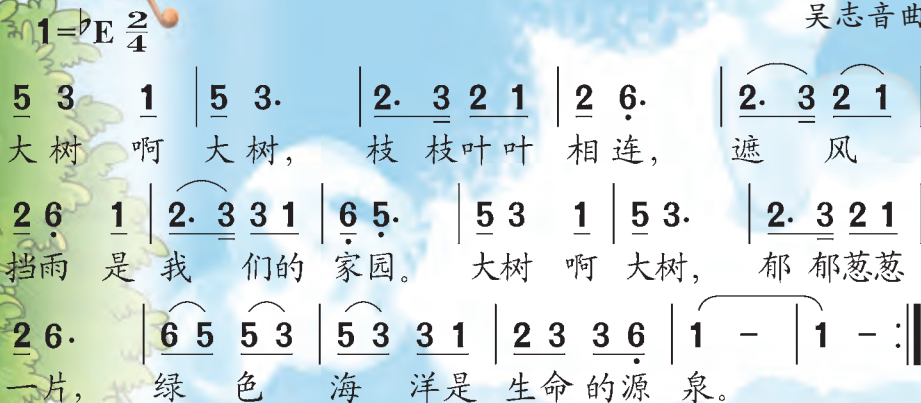 1=♭E 2/4
吴志音曲
5 3 1 | 5 3· | 2· 3 2 1 | 2 6· | 2· 3 2 1 |
大树 啊 大树, 枝 枝叶叶 相连, 遮 风
2 6 1 | 2· 3 3 1 | 6 5· | 5 3 1 | 5 3· | 2· 3 2 1 |
挡雨 是 我 们的 家园。 大树 啊 大树, 郁 郁葱葱
2 6· | 6 5 5 3 | 5 3 3 1 | 2 3 3 6 | 1 – | 1 – :||
一片, 绿 色 海 洋是 生命的源 泉。